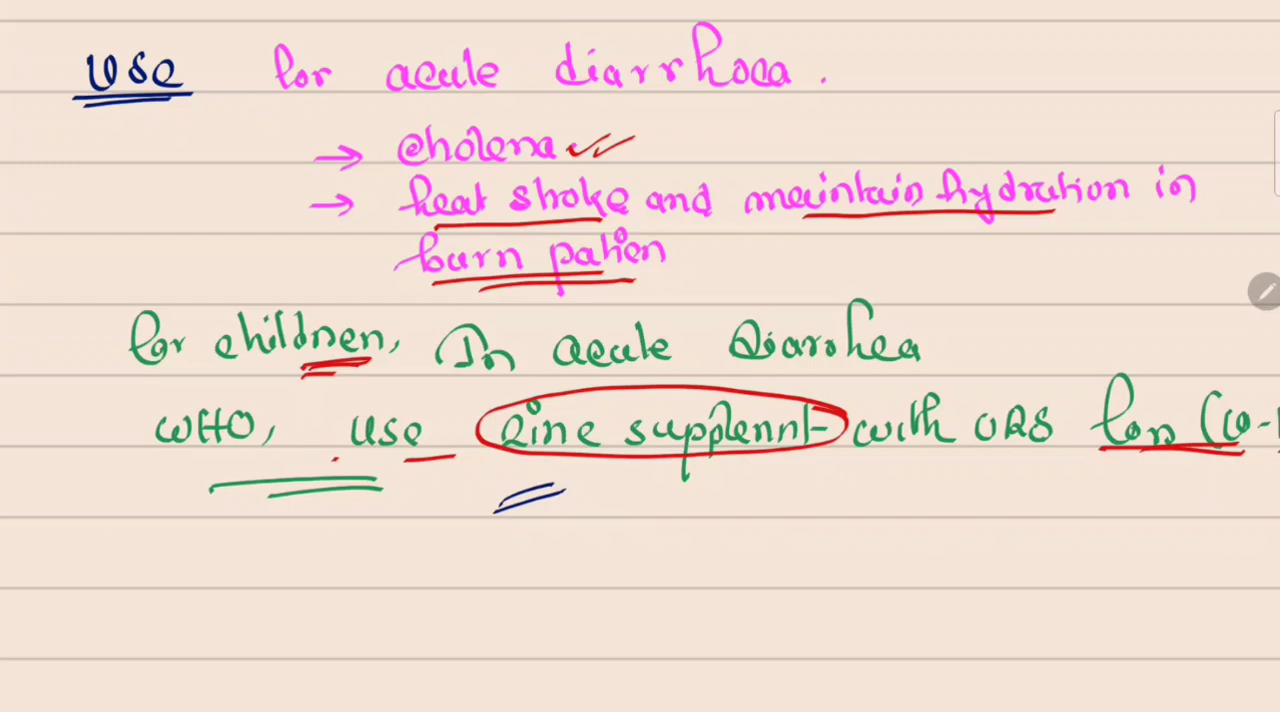 Use for acute diarrhoea.
→ cholera
→ heat stroke and maintain hydration in
burn patien
for children, In acute Diarrhea
WHO, use Zinc supplemnt with ORS for (10-